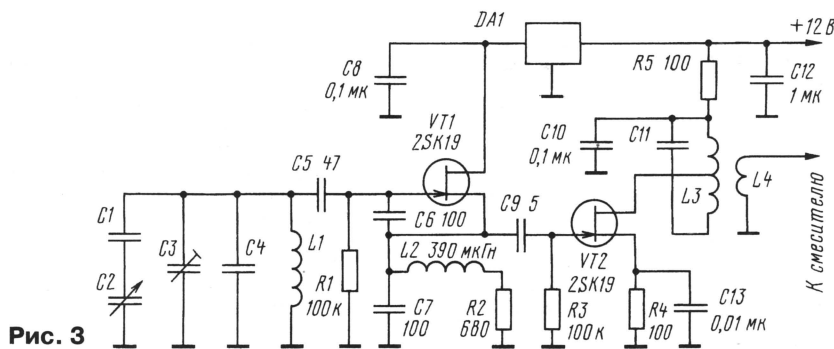 DA1
+12 В
C8
0,1 мк
R5 100
C12
1 мк
VT1
2SK19
C10
0,1 мк
C11
C5 47
L3
L4
C1
C3
C4
L1
C6 100
C9 5
L2 390 мкГн
VT2
2SK19
C2
R1
100 к
C7
100
R2
680
R3
100 к
R4
100
C13
0,01 мк
К смесителю
Рис. 3